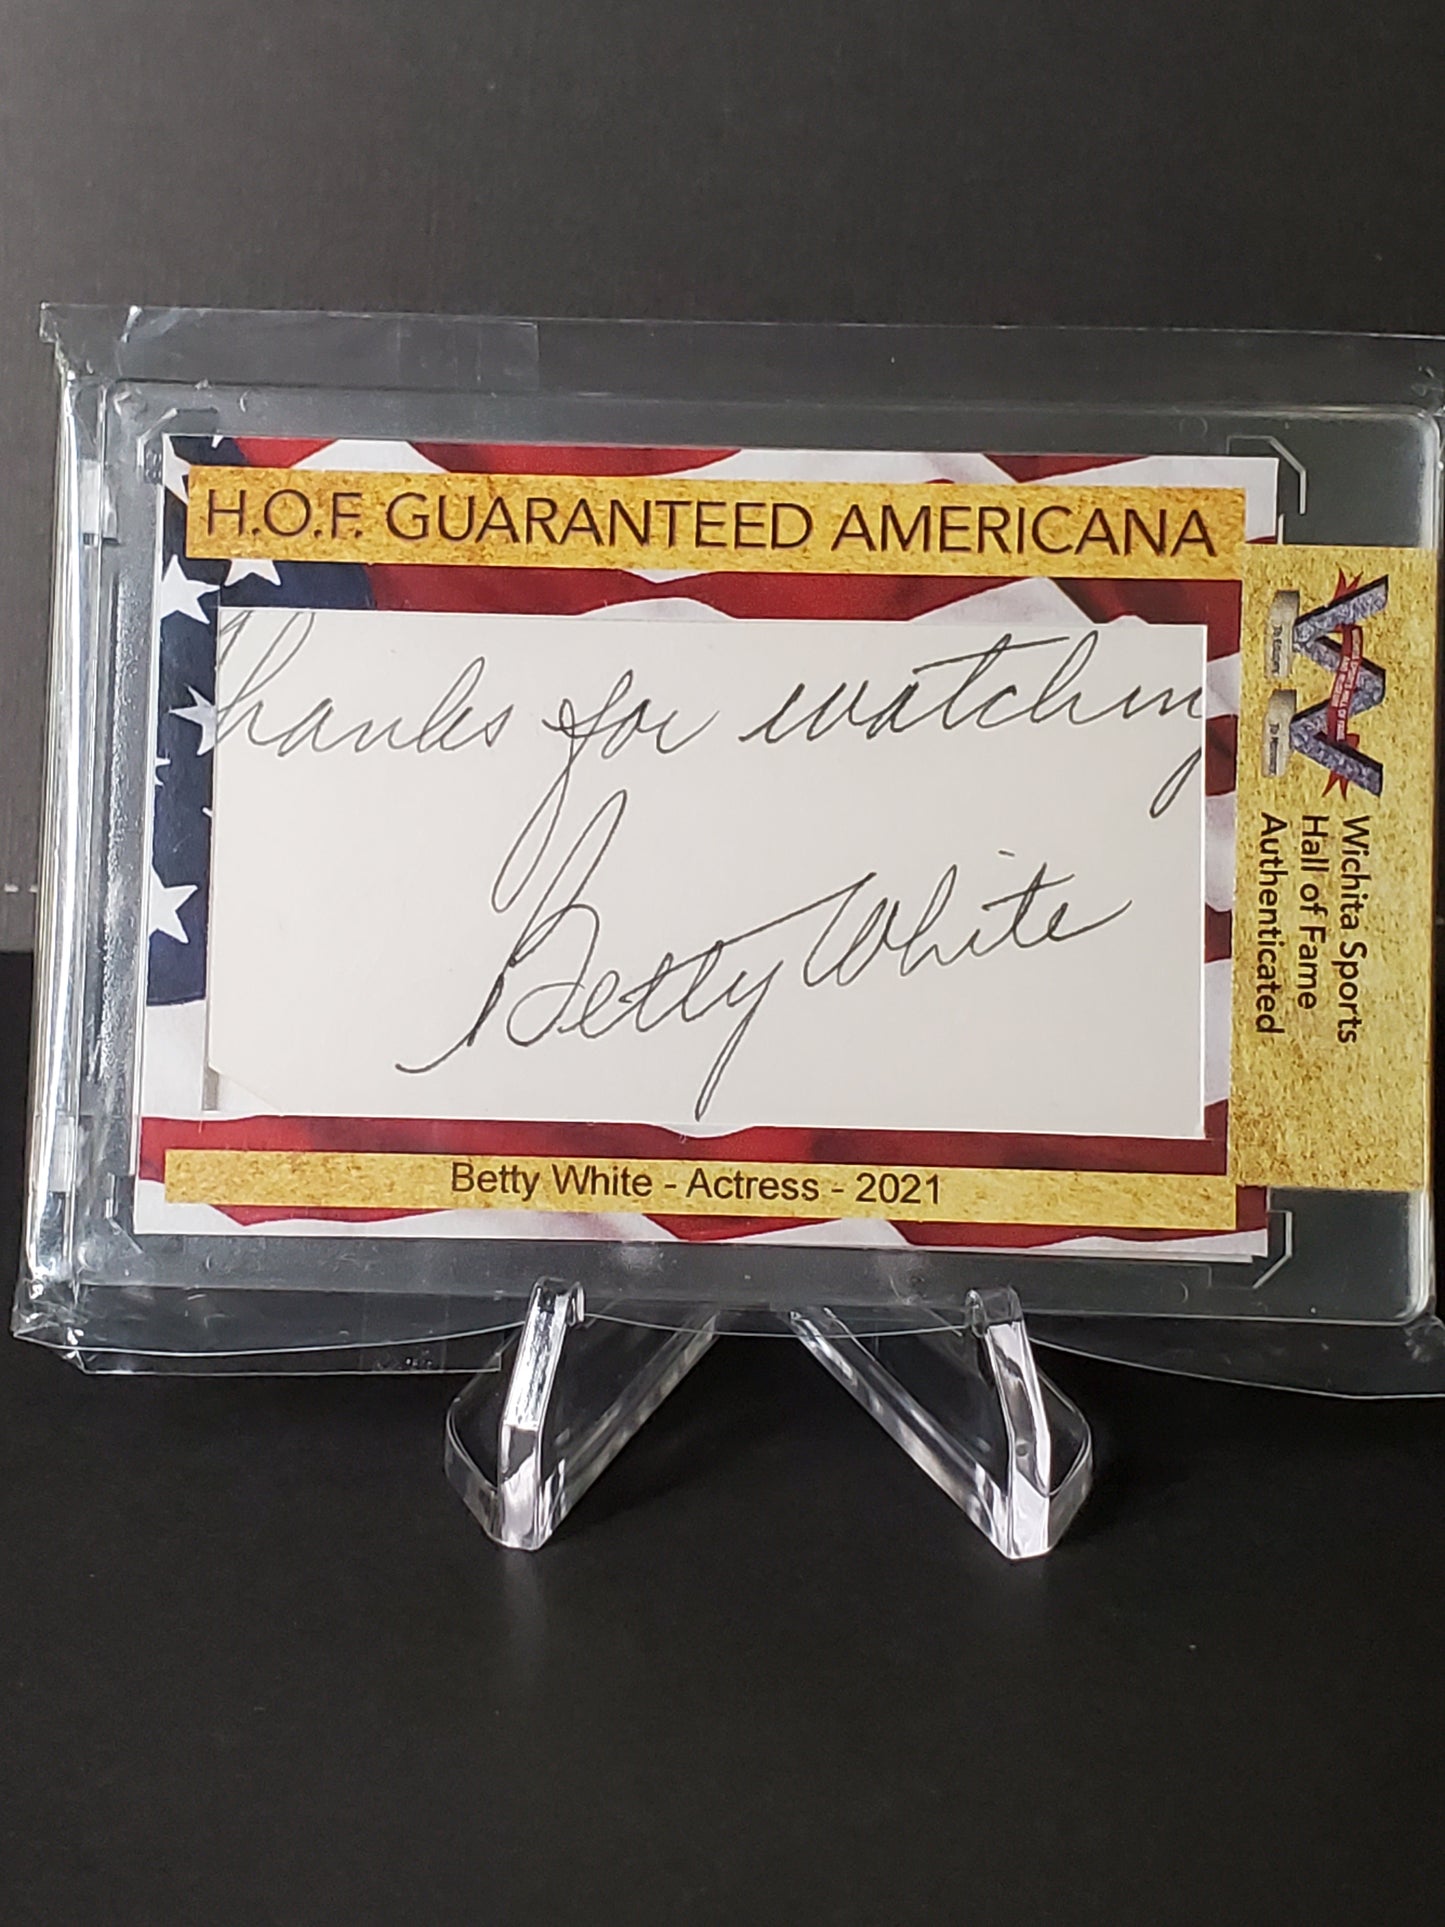 H.O.F. GUARANTEED AMERICANA
Thanks for watching
Betty White
Betty White - Actress - 2021
Wichita Sports
Hall of Fame
Authenticated